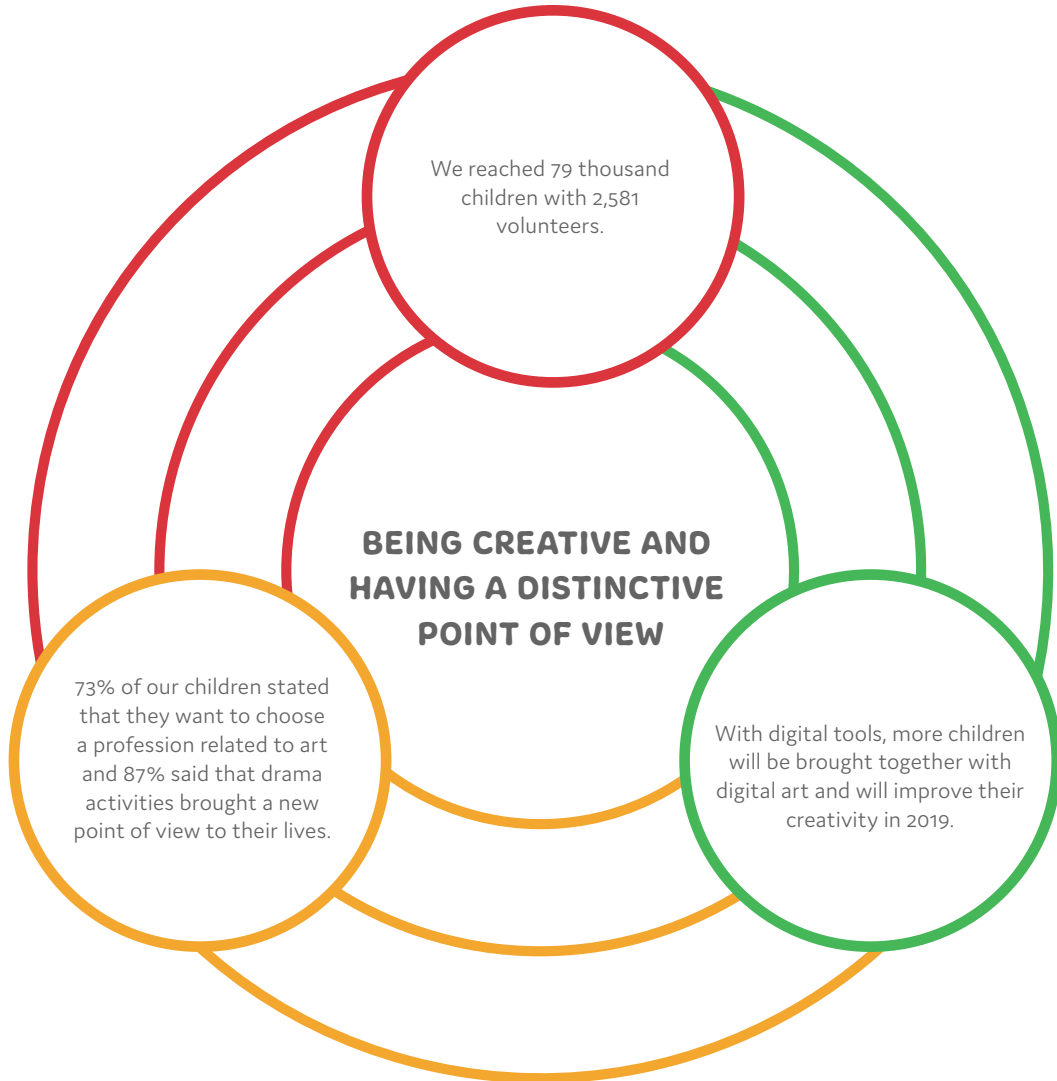 We reached 79 thousand
children with 2,581
volunteers.
BEING CREATIVE AND
HAVING A DISTINCTIVE
POINT OF VIEW
73% of our children stated
that they want to choose
a profession related to art
and 87% said that drama
activities brought a new
point of view to their lives.
With digital tools, more children
will be brought together with
digital art and will improve their
creativity in 2019.